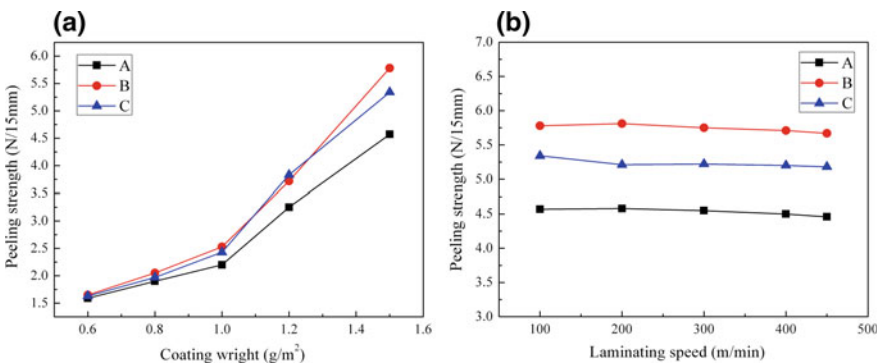 (a)
Peeling strength (N/15mm)
6.0
5.5
5.0
4.5
4.0
3.5
3.0
2.5
2.0
1.5
A
B
C
0.6 0.8 1.0 1.2 1.4 1.6
Coating wright (g/m²)
(b)
Peeling strength (N/15mm)
7.0
6.5
6.0
5.5
5.0
4.5
4.0
3.5
3.0
A
B
C
100 200 300 400 500
Laminating speed (m/min)